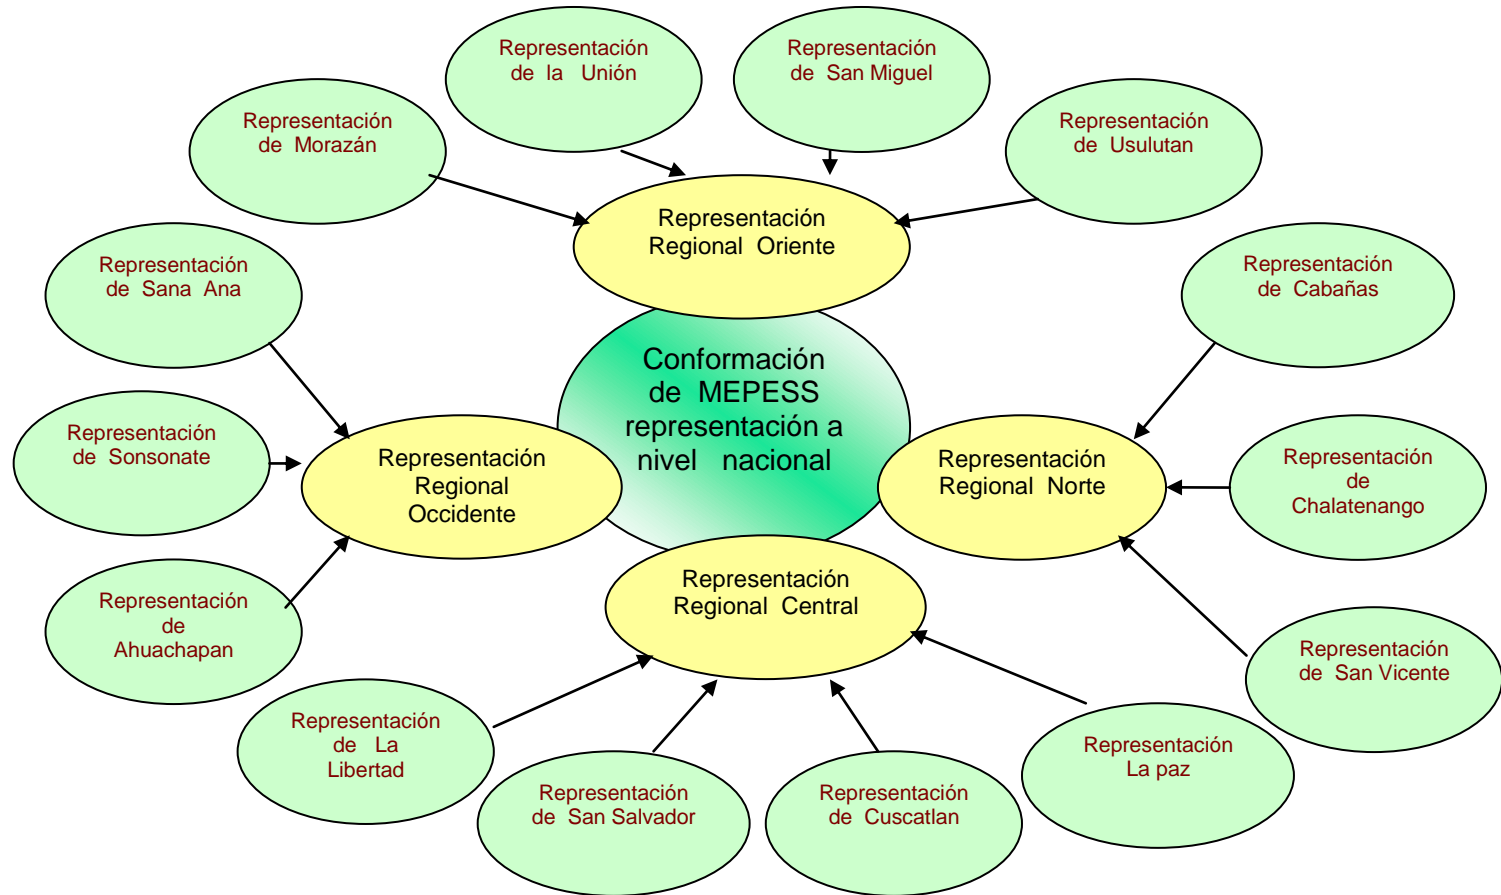 Representación
de la Unión
Representación
de San Miguel
Representación
de Morazán
Representación
de Usulutan
Representación
Regional Oriente
Representación
de Sana Ana
Representación
de Cabañas
Conformación
de MEPESS
representación a
nivel nacional
Representación
de Sonsonate
Representación
Regional
Occidente
Representación
Regional Norte
Representación
de
Chalatenango
Representación
Regional Central
Representación
de
Ahuachapan
Representación
de San Vicente
Representación
de La
Libertad
Representación
de San Salvador
Representación
de Cuscatlan
Representación
La paz